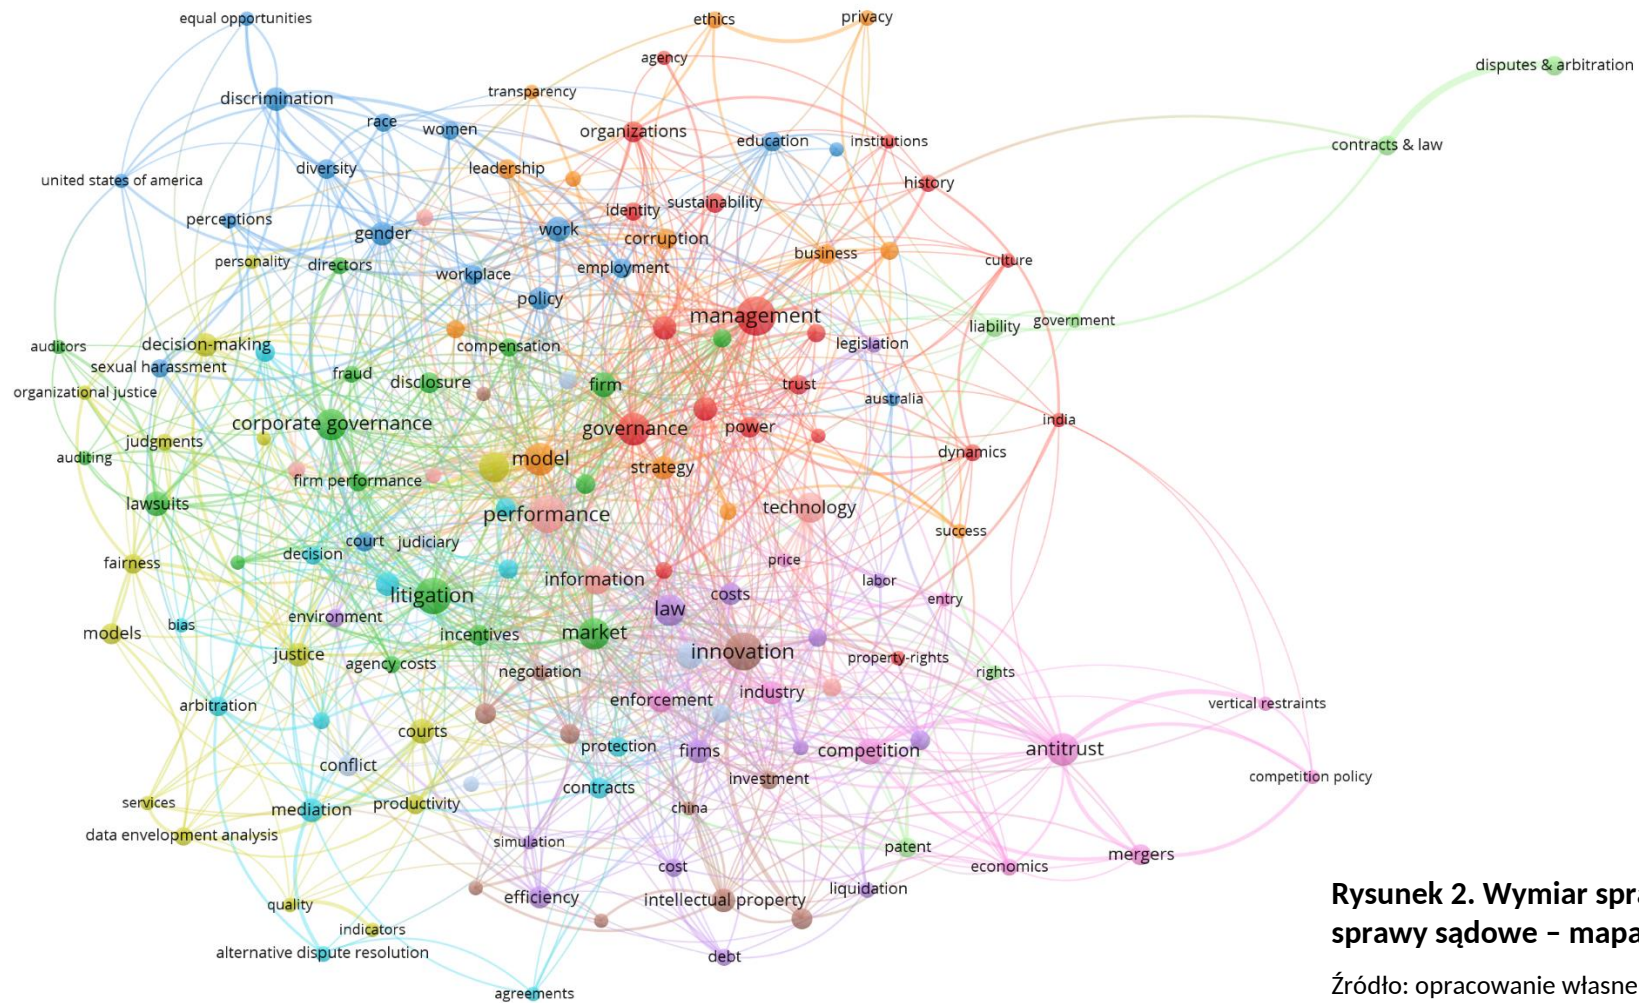 equal opportunities
ethics
privacy
agency
disputes & arbitration
transparency
discrimination
race
women
organizations
education
institutions
contracts & law
united states of america
diversity
leadership
history
perceptions
identity
sustainability
gender
work
corruption
business
culture
personality
directors
workplace
employment
policy
management
liability
government
auditors
decision-making
compensation
legislation
sexual harassment
fraud
disclosure
firm
trust
organizational justice
australia
corporate governance
governance
power
india
judgments
auditing
model
strategy
dynamics
firm performance
lawsuits
performance
technology
success
court
judiciary
decision
fairness
price
information
labor
litigation
costs
entry
law
environment
bias
models
incentives
market
justice
agency costs
innovation
property-rights
negotiation
rights
enforcement
industry
arbitration
vertical restraints
courts
protection
firms
competition
antitrust
conflict
investment
competition policy
contracts
services
mediation
productivity
china
data envelopment analysis
simulation
patent
mergers
cost
economics
efficiency
intellectual property
liquidation
quality
indicators
alternative dispute resolution
debt
agreements
Rysunek 2. Wymiar spra
sprawy sądowe – mapa
Źródło: opracowanie własne